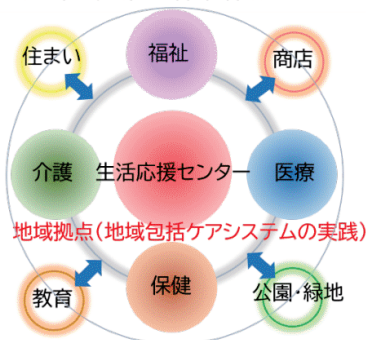 福祉
住まい
商店
介護
生活応援センター
医療
地域拠点(地域包括ケアシステムの実践)
保健
教育
公園・緑地